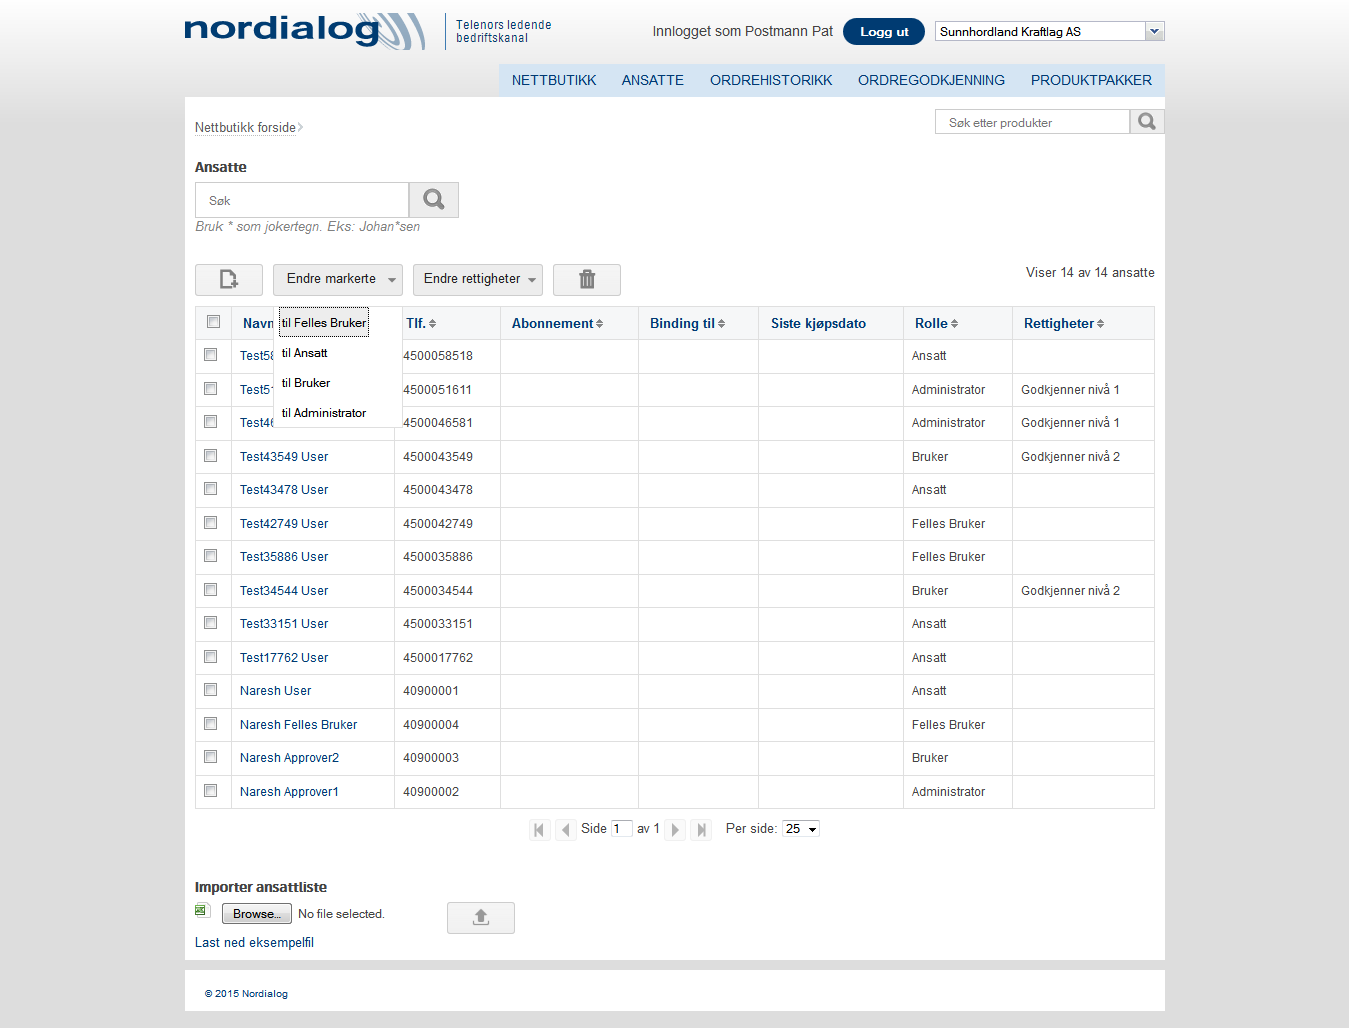 nordialog
Telenors ledende
bedriftskanal
Innlogget som Postmann Pat
Logg ut
Sunnhordland Kraftlag AS
NETTBUTIKK ANSATTE ORDREHISTORIKK ORDREGODKJENNING PRODUKTPAKKER
Nettbutikk forside
Søk etter produkter
Ansatte
Søk
Bruk * som jokertegn. Eks: Johan*sen
Endre markerte Endre rettigheter
Viser 14 av 14 ansatte
til Felles Bruker
til Ansatt
til Bruker
til Administrator
Navn Tlf. Abonnement Binding til Siste kjøpsdato Rolle Rettigheter
Test58 4500058518 Ansatt
Test51 4500051611 Administrator Godkjenner nivå 1
Test46 4500046581 Administrator Godkjenner nivå 1
Test43549 User 4500043549 Bruker Godkjenner nivå 2
Test43478 User 4500043478 Ansatt
Test42749 User 4500042749 Felles Bruker
Test35886 User 4500035886 Felles Bruker
Test34544 User 4500034544 Bruker Godkjenner nivå 2
Test33151 User 4500033151 Ansatt
Test17762 User 4500017762 Ansatt
Naresh User 40900001 Ansatt
Naresh Felles Bruker 40900004 Felles Bruker
Naresh Approver2 40900003 Bruker
Naresh Approver1 40900002 Administrator
Side 1 av 1 Per side: 25
Importer ansattliste
Browse... No file selected.
Last ned eksempelfil
© 2015 Nordialog